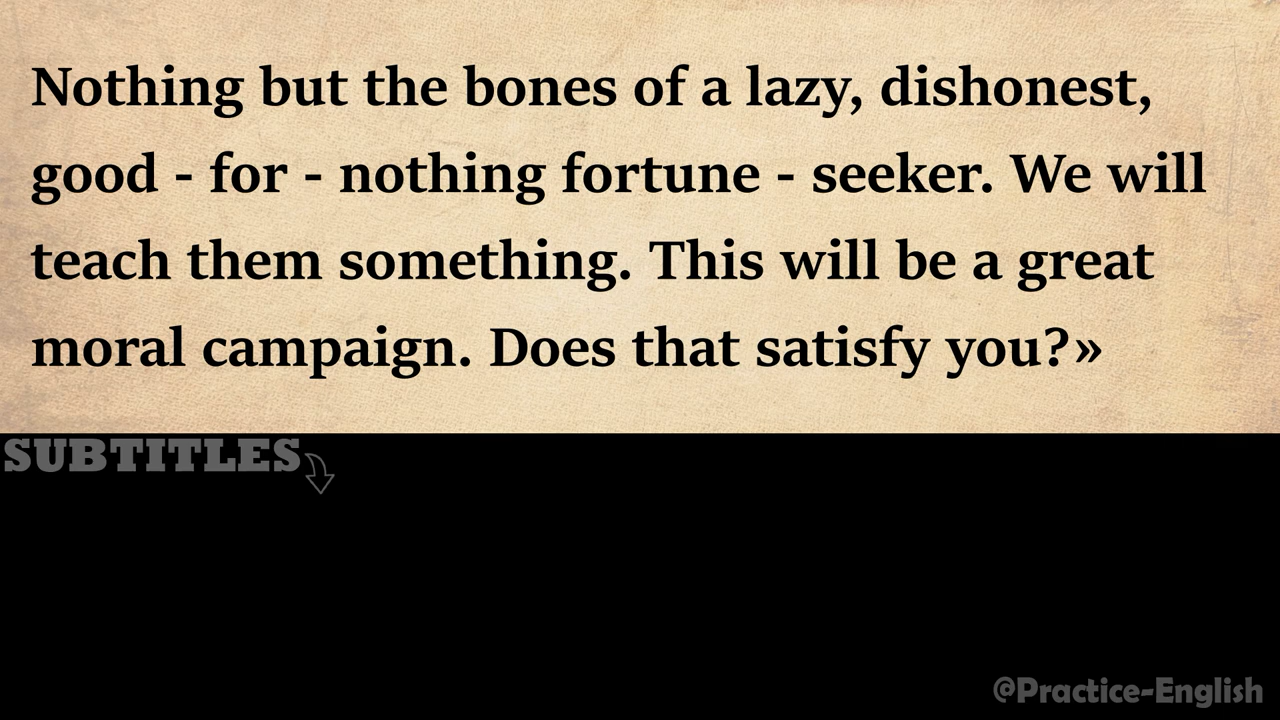 Nothing but the bones of a lazy, dishonest,
good - for - nothing fortune - seeker. We will
teach them something. This will be a great
moral campaign. Does that satisfy you?»
SUBTITLES
@Practice-English